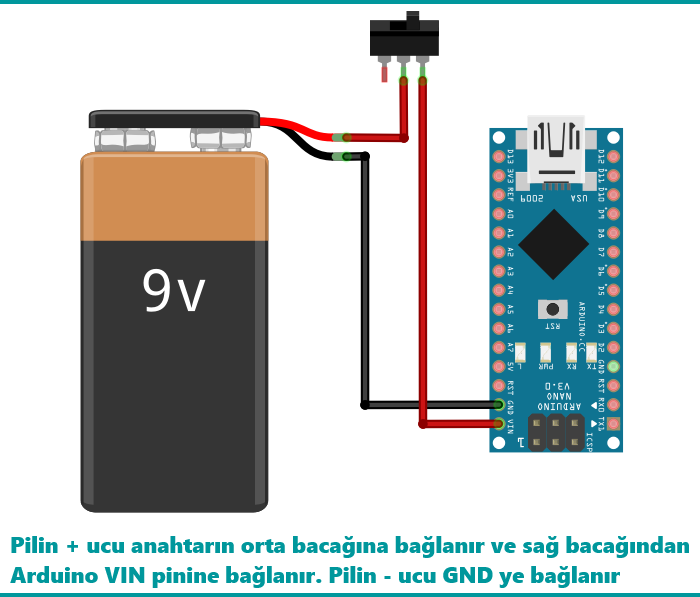 9v
D13
3V3
REF
A0
A1
A2
A3
A4
A5
A6
A7
5V
RST
GND
VIN
D12
D11
D10
D9
D8
D7
D6
D5
D4
D3
D2
GND
RST
RX0
TX1
2009
USA
RST
ARDUINO.CC
L
PWR
RX
TX
ARDUINO
NANO
V3.0
ICSP
1
Pilin + ucu anahtarın orta bacağına bağlanır ve sağ bacağından
Arduino VIN pinine bağlanır. Pilin - ucu GND ye bağlanır